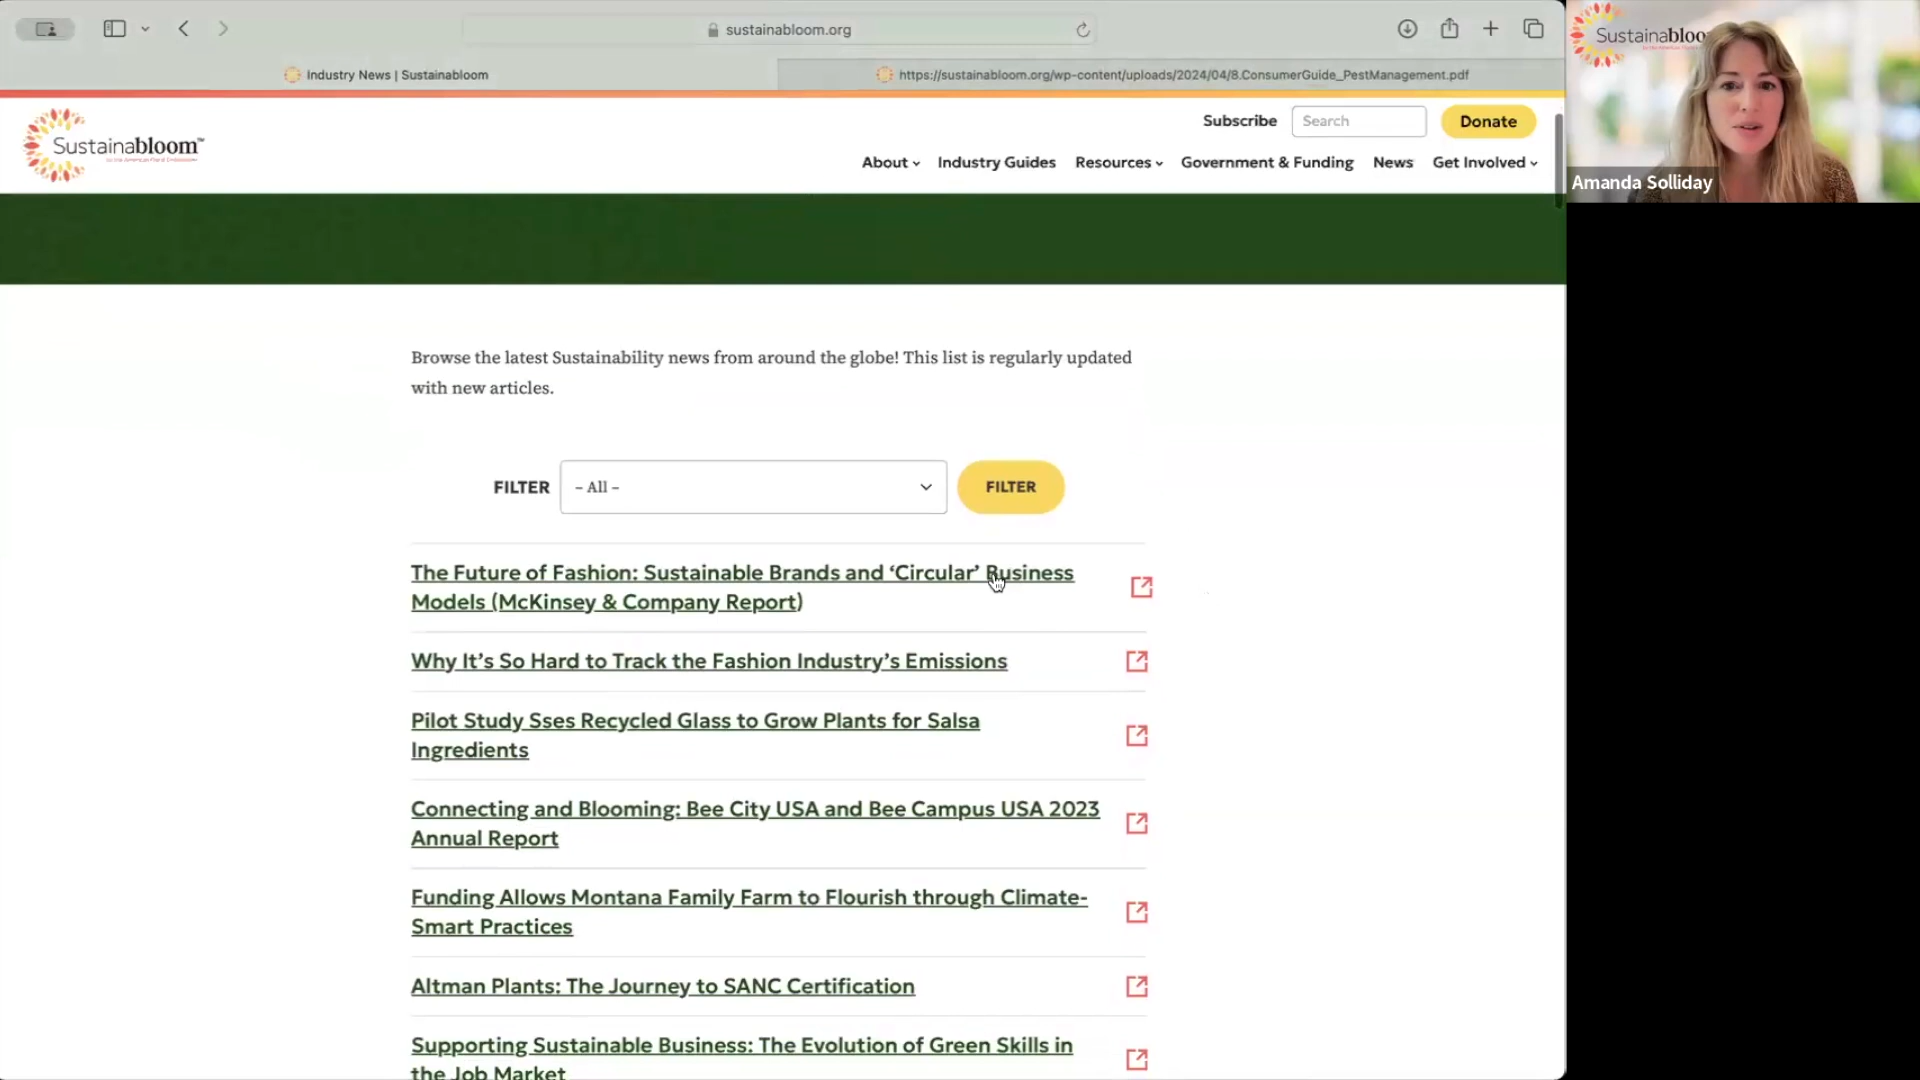 sustainabloom.org
Industry News | Sustainabloom
https://sustainabloom.org/wp-content/uploads/2024/04/8.ConsumerGuide_PestManagement.pdf
Sustainabloo
Amanda Solliday
Sustainabloom™
Subscribe
Search
Donate
About
Industry Guides
Resources
Government & Funding
News
Get Involved
Browse the latest Sustainability news from around the globe! This list is regularly updated
with new articles.
FILTER
– All –
FILTER
The Future of Fashion: Sustainable Brands and ‘Circular’ Business
Models (McKinsey & Company Report)
Why It’s So Hard to Track the Fashion Industry’s Emissions
Pilot Study Sses Recycled Glass to Grow Plants for Salsa
Ingredients
Connecting and Blooming: Bee City USA and Bee Campus USA 2023
Annual Report
Funding Allows Montana Family Farm to Flourish through Climate-
Smart Practices
Altman Plants: The Journey to SANC Certification
Supporting Sustainable Business: The Evolution of Green Skills in
the Job Market